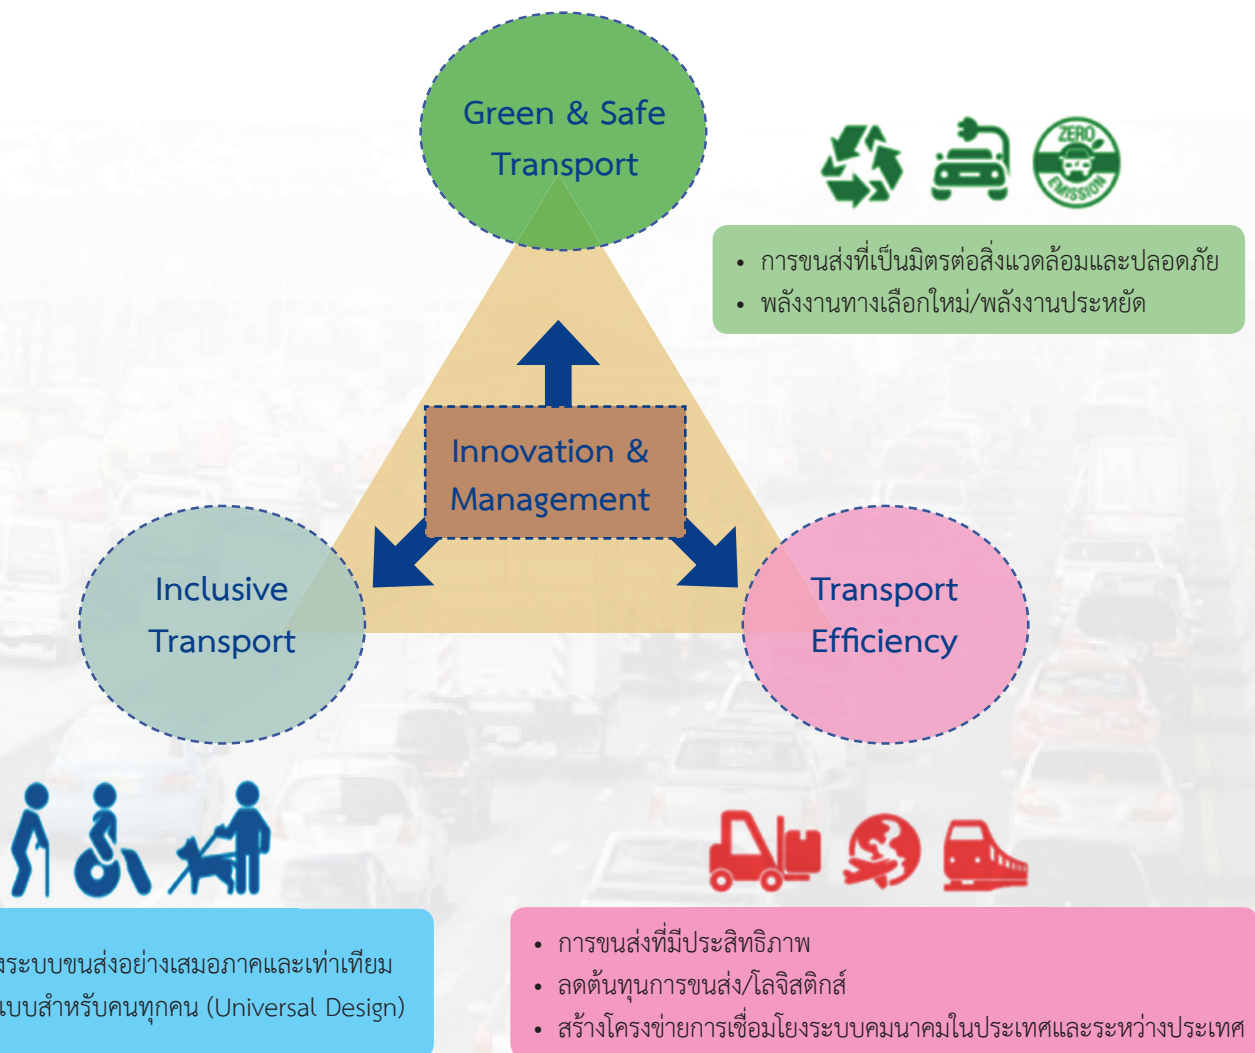 Green & Safe
Transport
ZERO
EMISSION
• การขนส่งที่เป็นมิตรต่อสิ่งแวดล้อมและปลอดภัย
• พลังงานทางเลือกใหม่/พลังงานประหยัด
Innovation &
Management
Inclusive
Transport
Transport
Efficiency
ระบบขนส่งอย่างเสมอภาคและเท่าเทียม
แบบสำหรับคนทุกคน (Universal Design)
• การขนส่งที่มีประสิทธิภาพ
• ลดต้นทุนการขนส่ง/โลจิสติกส์
• สร้างโครงข่ายการเชื่อมโยงระบบคมนาคมในประเทศและระหว่างประเทศ